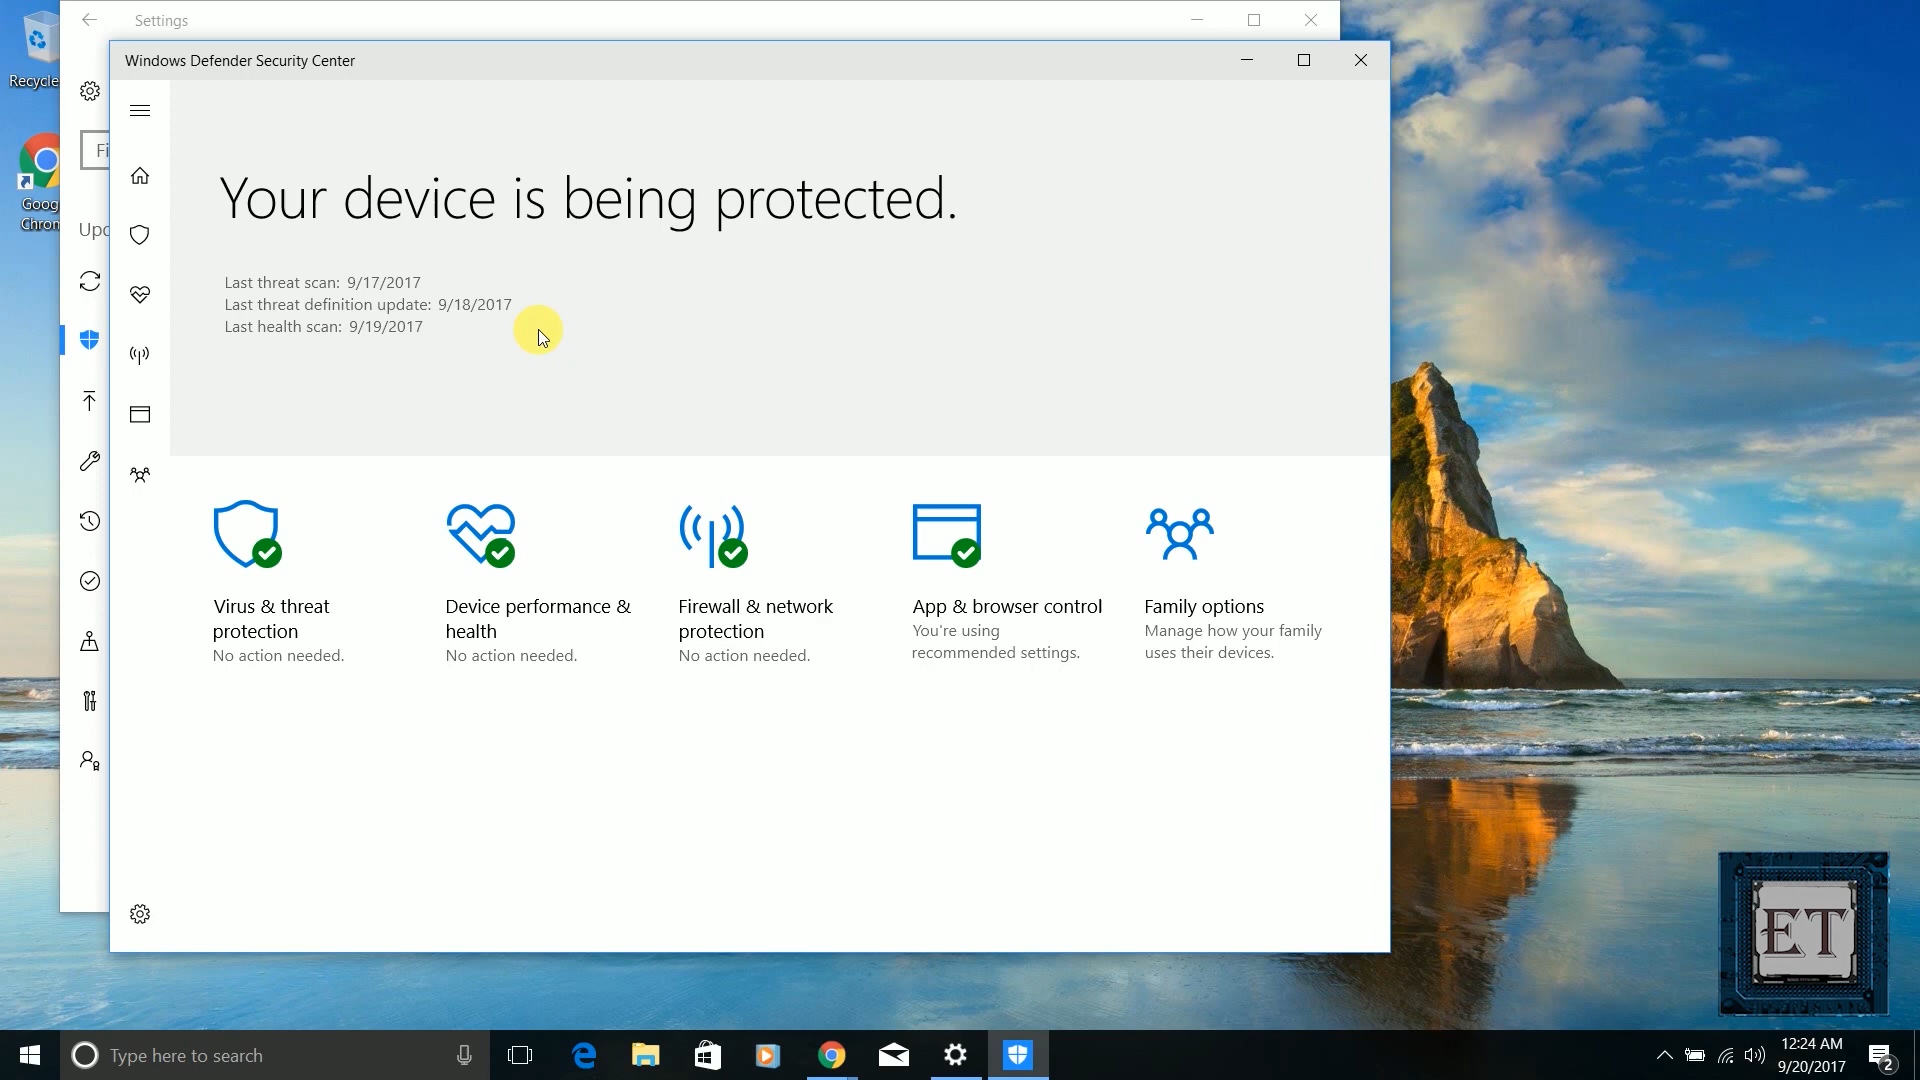 Settings
Windows Defender Security Center
Recycle
Fi
Goog
Chrom
Upd
Your device is being protected.
Last threat scan: 9/17/2017
Last threat definition update: 9/18/2017
Last health scan: 9/19/2017
Virus & threat
protection
No action needed.
Device performance &
health
No action needed.
Firewall & network
protection
No action needed.
App & browser control
You're using
recommended settings.
Family options
Manage how your family
uses their devices.
ET
Type here to search
12:24 AM
9/20/2017
2